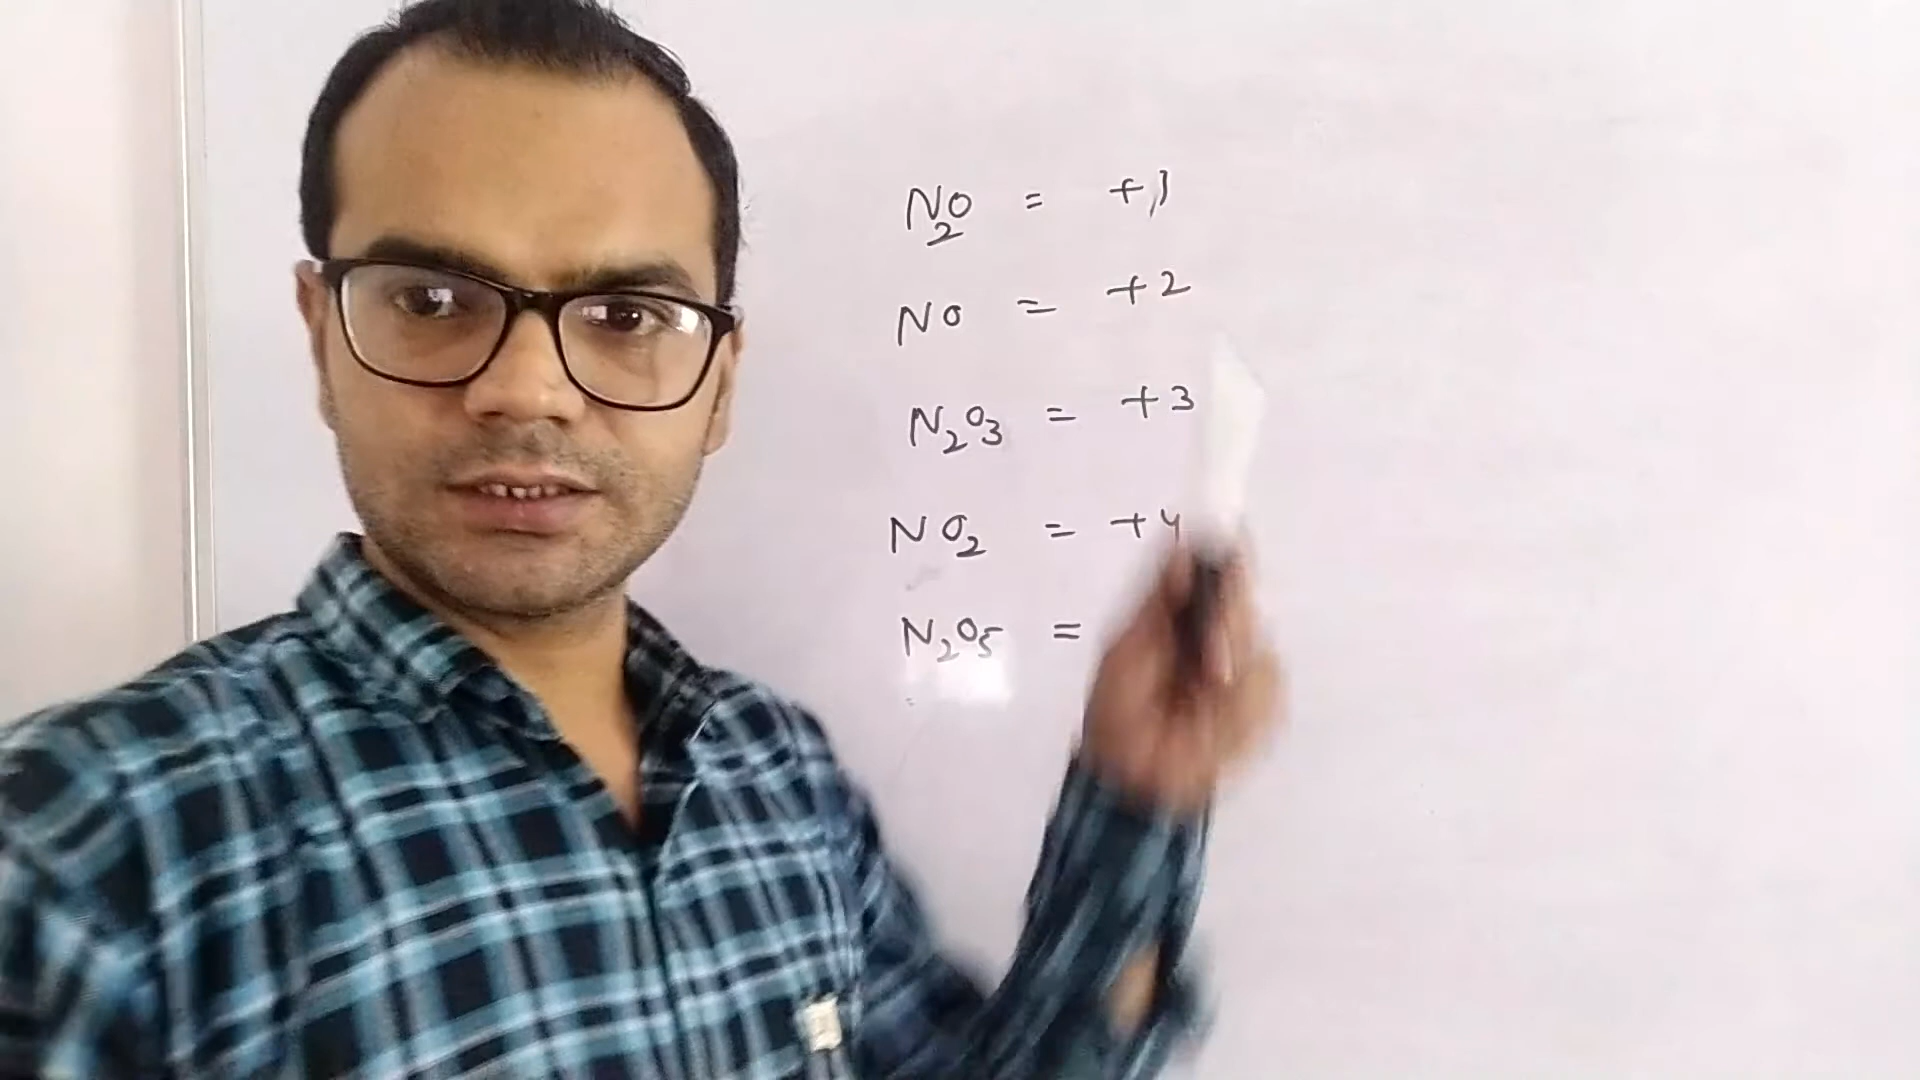 N2O = +1
NO = +2
N2O3 = +3
NO2 = +4
N2O5 =